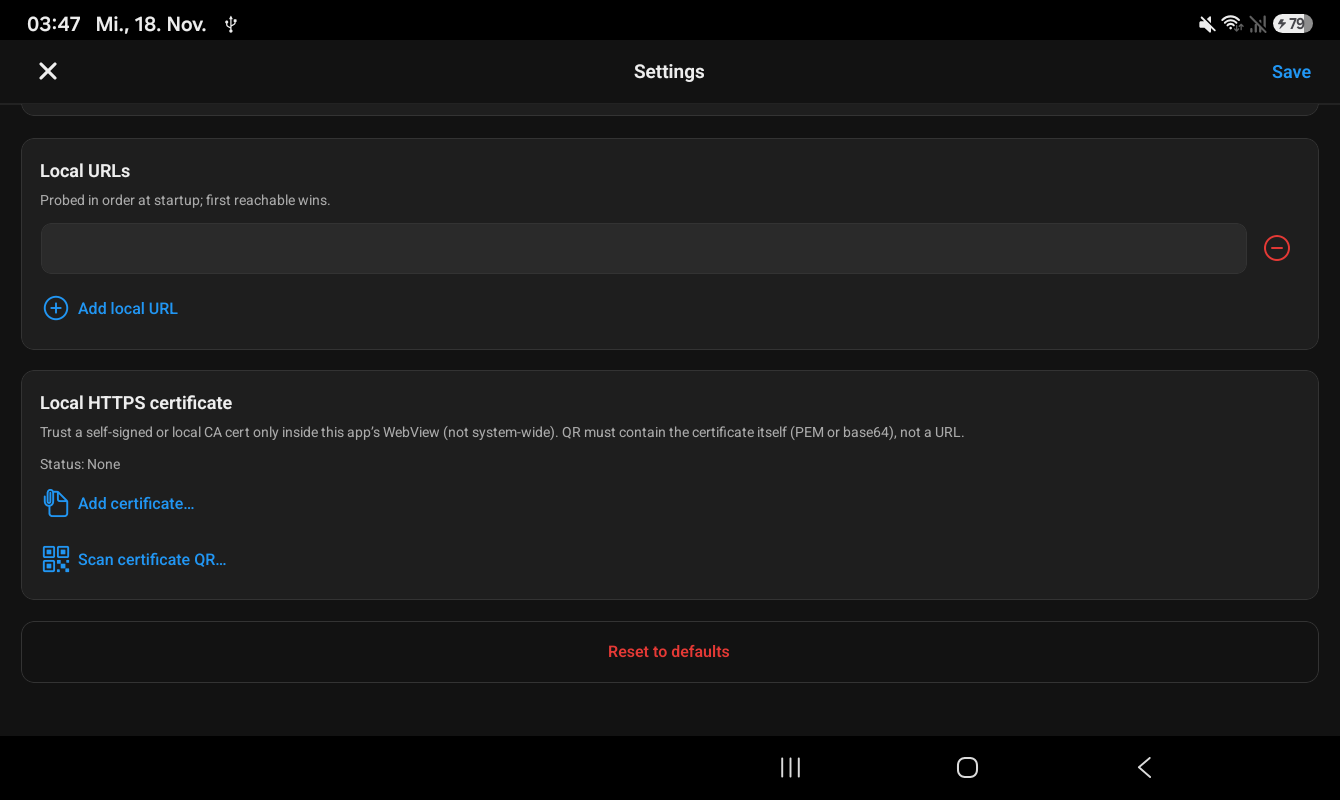 03:47 Mi., 18. Nov.
79
Settings
Save
Local URLs
Probed in order at startup; first reachable wins.
Add local URL
Local HTTPS certificate
Trust a self-signed or local CA cert only inside this app’s WebView (not system-wide). QR must contain the certificate itself (PEM or base64), not a URL.
Status: None
Add certificate…
Scan certificate QR…
Reset to defaults